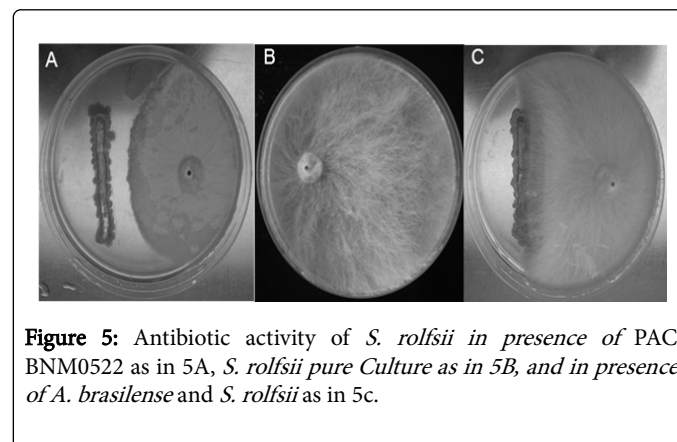 A B C
Figure 5: Antibiotic activity of S. rolfsii in presence of PAC
BNM0522 as in 5A, S. rolfsii pure Culture as in 5B, and in presence
of A. brasilense and S. rolfsii as in 5c.